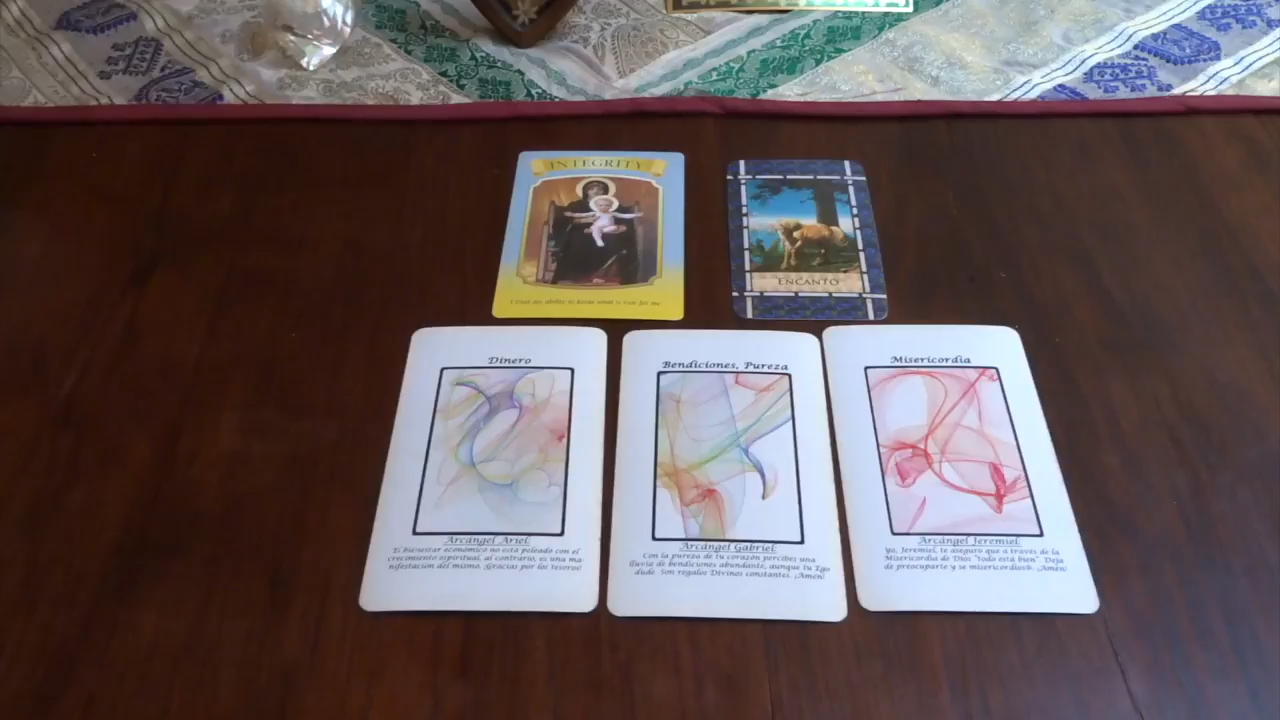 INTEGRITY
I trust my ability to know what is true for me
ENCANTO
Dinero
Arcángel Ariel:
El bienestar económico no está peleado con el
crecimiento espiritual, al contrario, es una ma-
nifestación del mismo. ¡Gracias por los tesoros!
Bendiciones, Pureza
Arcángel Gabriel:
Con la pureza de tu corazón percibes una
lluvia de bendiciones abundante, aunque tu Ego
dude. Son regalos Divinos constantes. ¡Amén!
Misericordia
Arcángel Jeremiel:
Yo, Jeremiel, te aseguro que a través de la
Misericordia de Dios "todo está bien". Deja
de preocuparte y se misericordios@. ¡Amén!